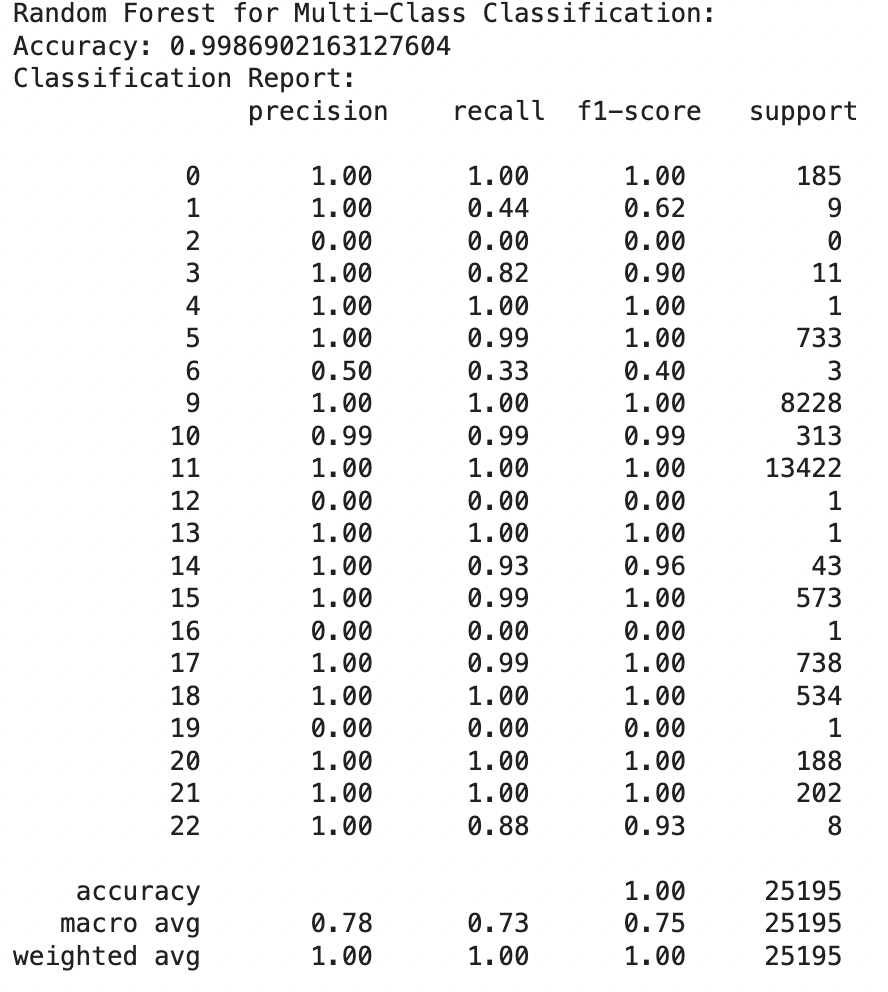 Random Forest for Multi-Class Classification:
Accuracy: 0.9986902163127604
Classification Report:
precision recall f1-score support
0 1.00 1.00 1.00 185
1 1.00 0.44 0.62 9
2 0.00 0.00 0.00 0
3 1.00 0.82 0.90 11
4 1.00 1.00 1.00 1
5 1.00 0.99 1.00 733
6 0.50 0.33 0.40 3
9 1.00 1.00 1.00 8228
10 0.99 0.99 0.99 313
11 1.00 1.00 1.00 13422
12 0.00 0.00 0.00 1
13 1.00 1.00 1.00 1
14 1.00 0.93 0.96 43
15 1.00 0.99 1.00 573
16 0.00 0.00 0.00 1
17 1.00 0.99 1.00 738
18 1.00 1.00 1.00 534
19 0.00 0.00 0.00 1
20 1.00 1.00 1.00 188
21 1.00 1.00 1.00 202
22 1.00 0.88 0.93 8
accuracy 1.00 25195
macro avg 0.78 0.73 0.75 25195
weighted avg 1.00 1.00 1.00 25195